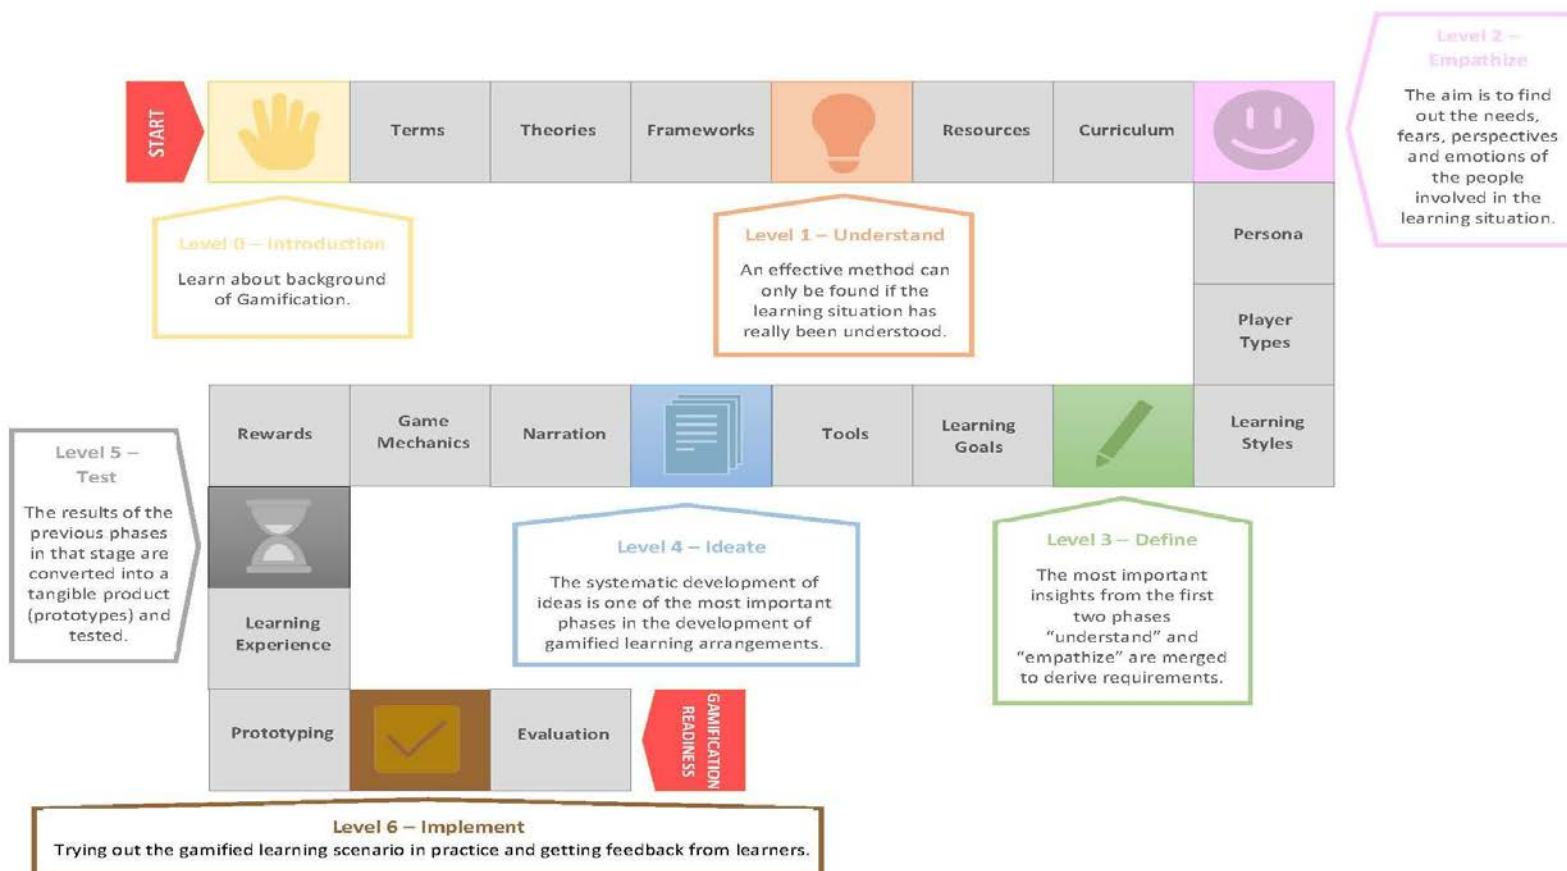 START
Terms
Theories
Frameworks
Resources
Curriculum
Level 2 –
Empathize
The aim is to find
out the needs,
fears, perspectives
and emotions of
the people
involved in the
learning situation.
Level 0 – Introduction
Learn about background
of Gamification.
Level 1 – Understand
An effective method can
only be found if the
learning situation has
really been understood.
Persona
Player
Types
Learning
Styles
Learning
Goals
Tools
Narration
Game
Mechanics
Rewards
Level 3 – Define
The most important
insights from the first
two phases
“understand” and
“empathize” are merged
to derive requirements.
Level 4 – Ideate
The systematic development of
ideas is one of the most important
phases in the development of
gamified learning arrangements.
Level 5 –
Test
The results of the
previous phases
in that stage are
converted into a
tangible product
(prototypes) and
tested.
Learning
Experience
Prototyping
Evaluation
GAMIFICATION
READINESS
Level 6 – Implement
Trying out the gamified learning scenario in practice and getting feedback from learners.